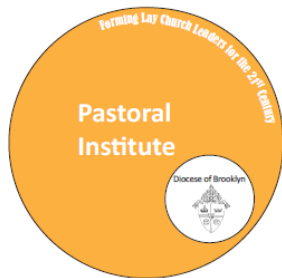 Forming Lay Church Leaders for the 21st Century
Pastoral
Institute
Diocese of Brooklyn